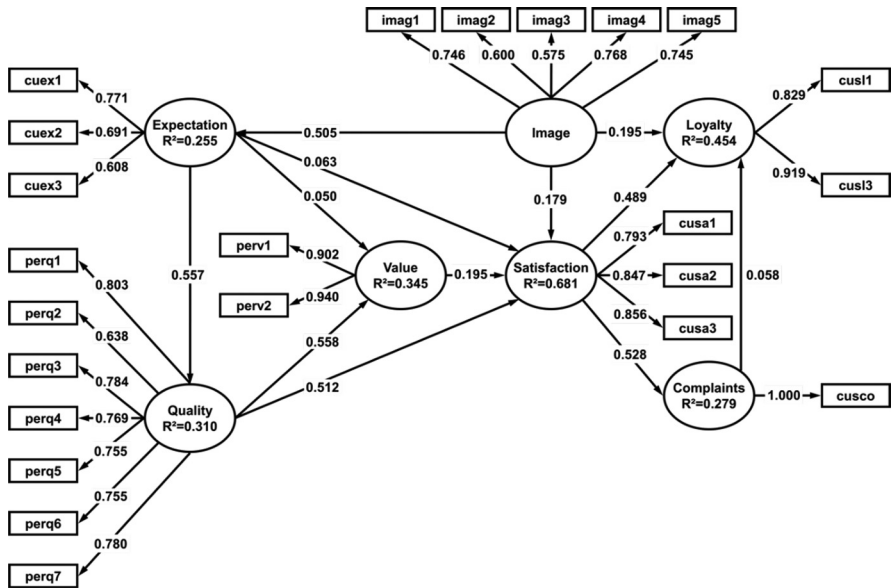 imag1
imag2
imag3
imag4
imag5
0.746
0.600
0.575
0.768
0.745
cuex1
cuex2
cuex3
0.771
0.691
0.608
Expectation
R²=0.255
0.505
Image
0.195
Loyalty
R²=0.454
0.829
0.919
cusl1
cusl3
0.063
0.050
0.179
0.489
0.557
perv1
perv2
0.902
0.940
Value
R²=0.345
0.195
Satisfaction
R²=0.681
0.793
0.847
0.856
cusa1
cusa2
cusa3
0.058
perq1
perq2
perq3
perq4
perq5
perq6
perq7
0.803
0.638
0.784
0.769
0.755
0.755
0.780
Quality
R²=0.310
0.558
0.512
0.528
Complaints
R²=0.279
1.000
cusco